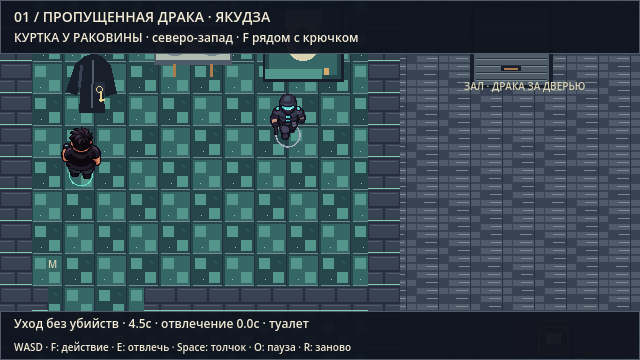 01 / ПРОПУЩЕННАЯ ДРАКА · ЯКУДЗА
КУРТКА У РАКОВИНЫ · северо-запад · F рядом с крючком
ЗАЛ · ДРАКА ЗА ДВЕРЬЮ
М
Уход без убийств · 4.5с · отвлечение 0.0с · туалет
WASD · F: действие · E: отвлечь · Space: толчок · O: пауза · R: заново